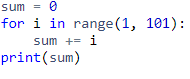 sum = 0
for i in range(1, 101):
    sum += i
print(sum)